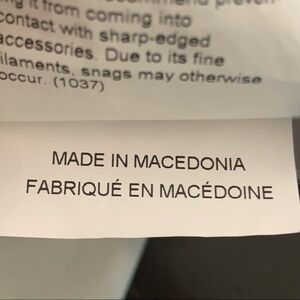 ng it from coming into
contact with sharp-edged
accessories. Due to its fine
ilaments, snags may otherwise
occur. (1037)
MADE IN MACEDONIA
FABRIQUÉ EN MACÉDOINE